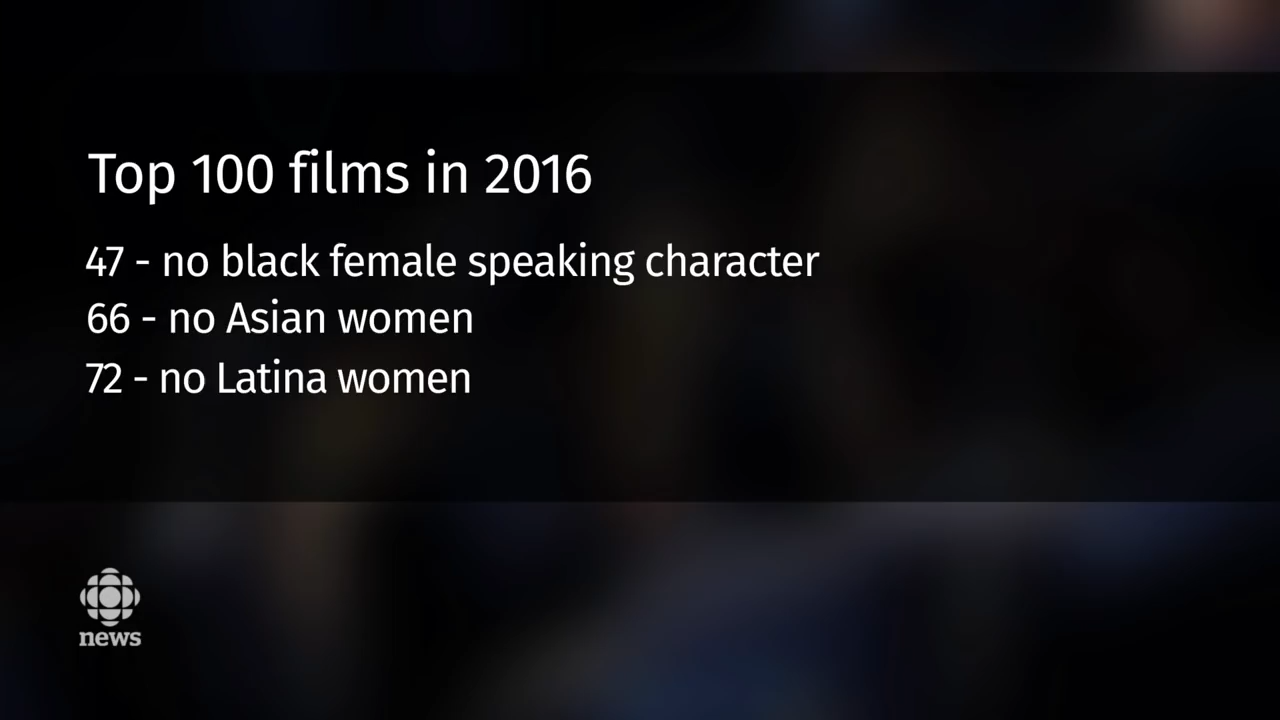 Top 100 films in 2016
47 - no black female speaking character
66 - no Asian women
72 - no Latina women
news